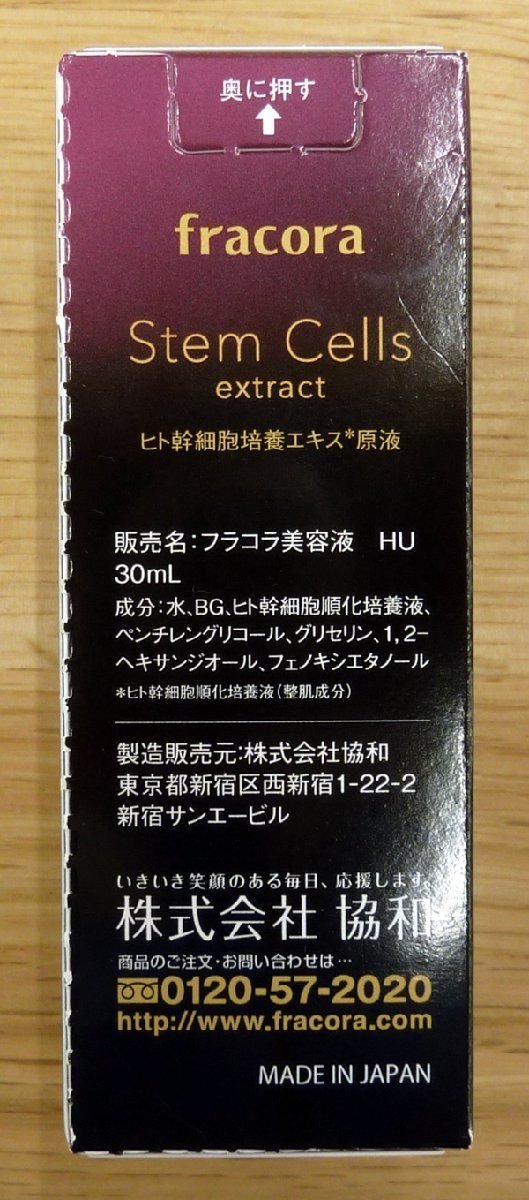 奥に押す
fracora
Stem Cells
extract
ヒト幹細胞培養エキス*原液
販売名:フラコラ美容液 HU
30mL
成分:水、BG、ヒト幹細胞順化培養液、
ペンチレングリコール、グリセリン、1,2-
ヘキサンジオール、フェノキシエタノール
*ヒト幹細胞順化培養液(整肌成分)
製造販売元:株式会社協和
東京都新宿区西新宿1-22-2
新宿サンエービル
いきいき笑顔のある毎日、応援します。
株式会社 協和
商品のご注文・お問い合わせは…
0120-57-2020
http://www.fracora.com
MADE IN JAPAN